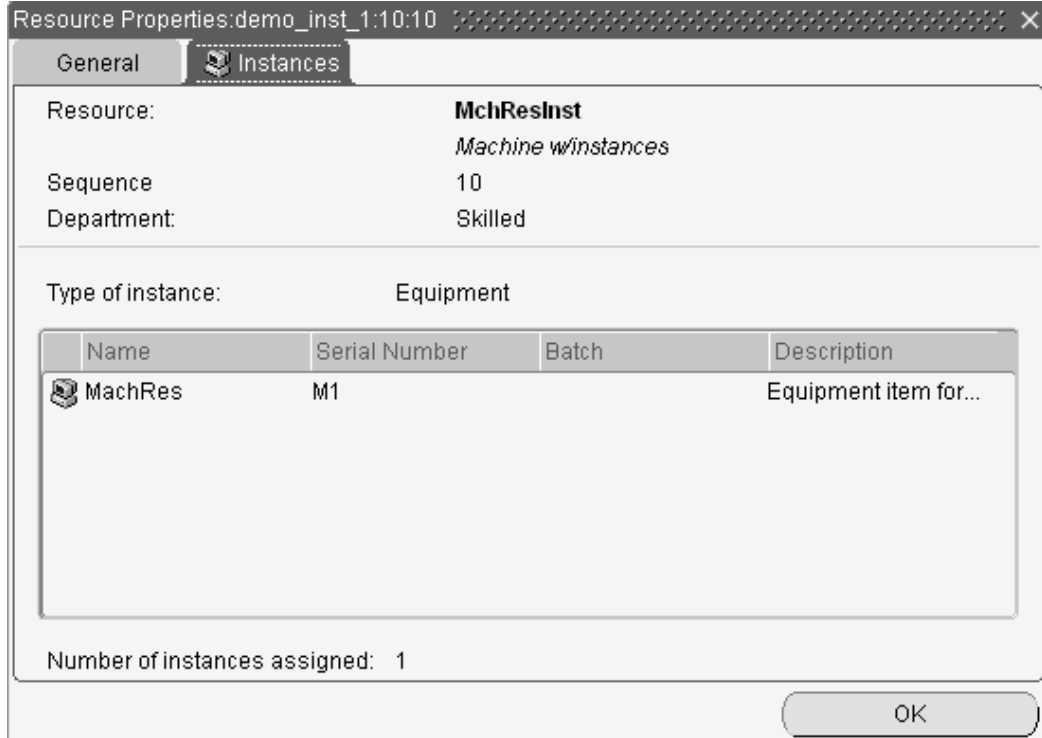 Resource Properties:demo_inst_1:10:10
General Instances
Resource: MchResInst
Machine w/instances
Sequence 10
Department: Skilled
Type of instance: Equipment
Name Serial Number Batch Description
MachRes M1 Equipment item for...
Number of instances assigned: 1
OK